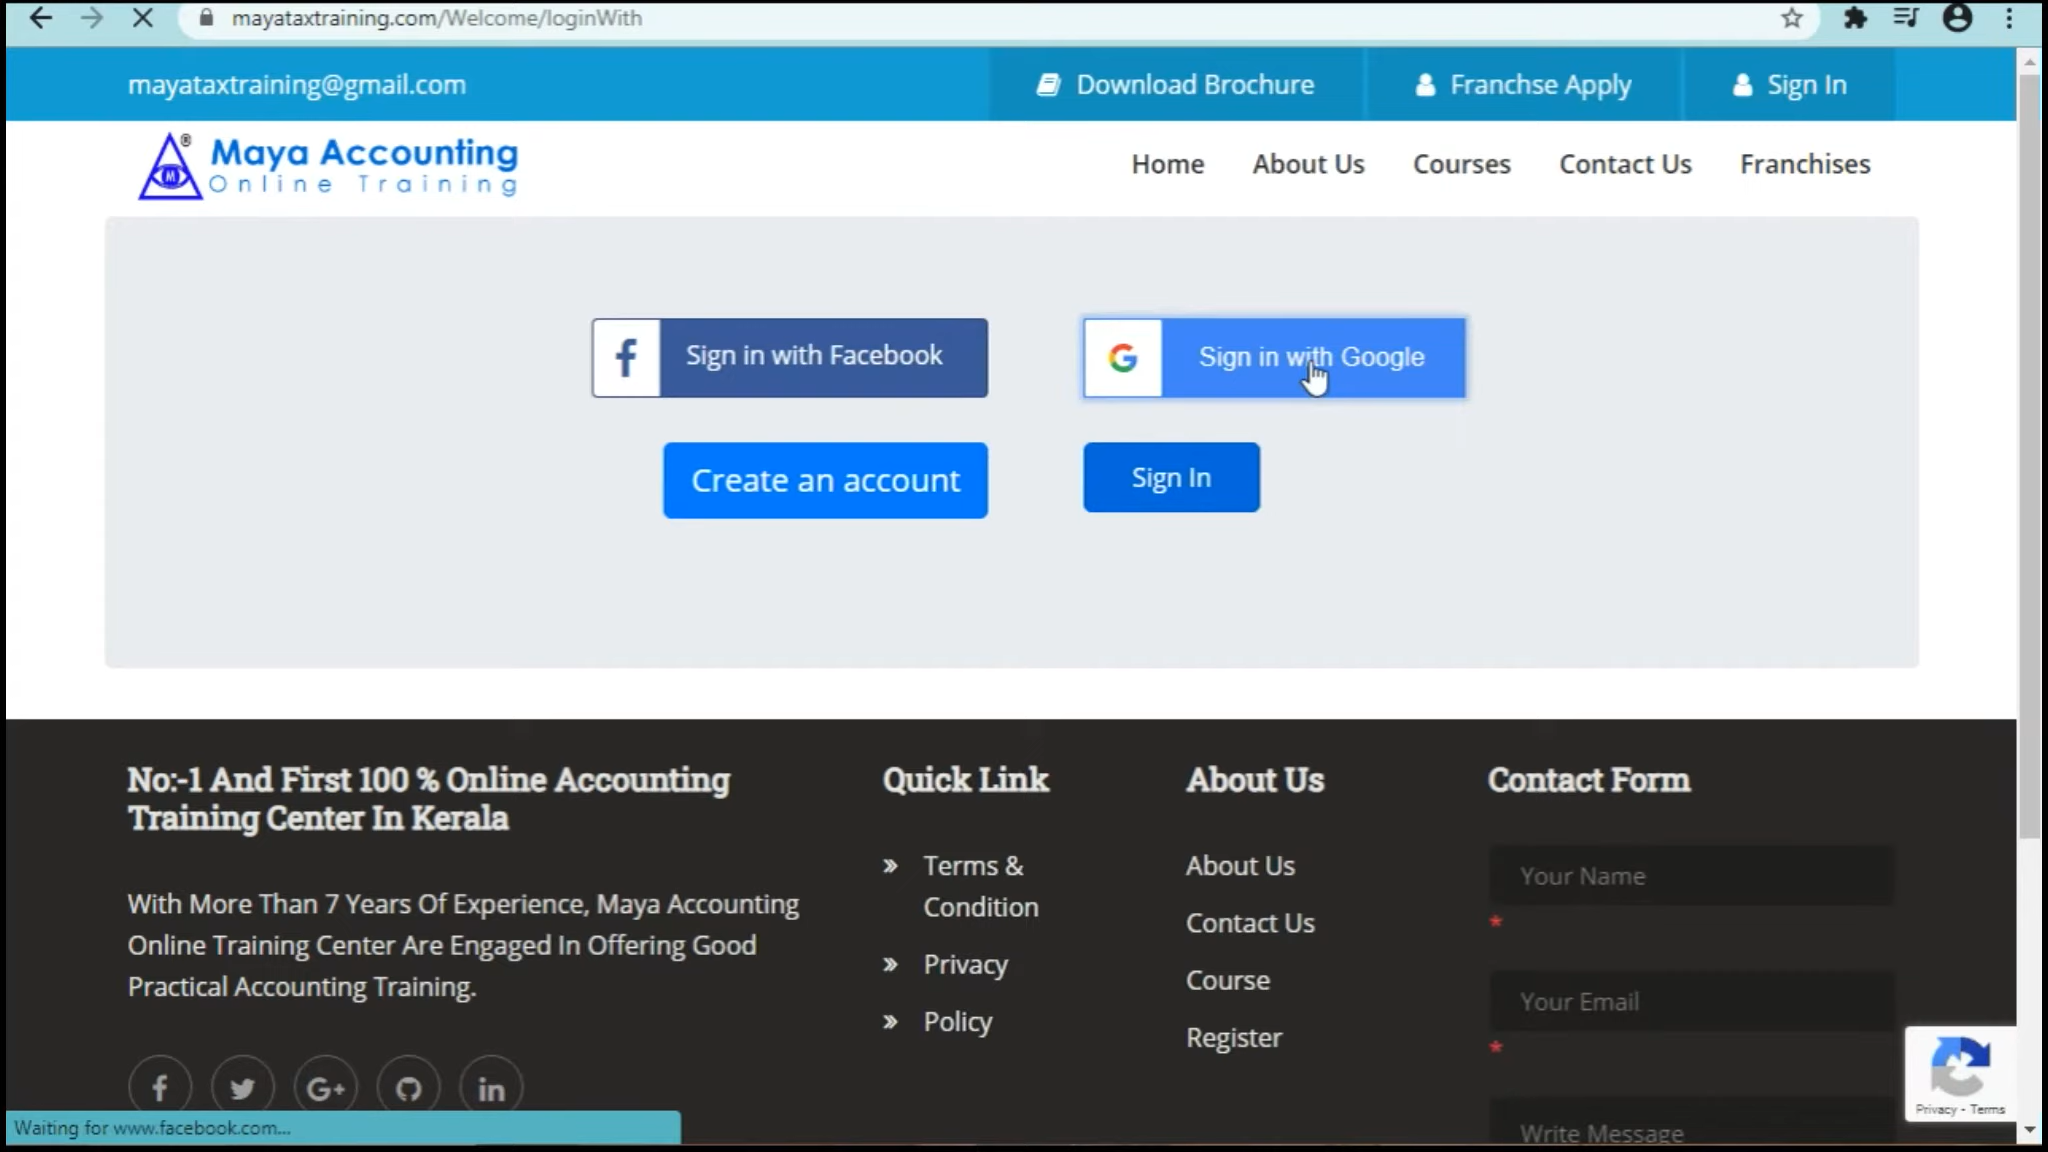 mayataxtraining.com/Welcome/loginWith
mayataxtraining@gmail.com
Download Brochure
Franchse Apply
Sign In
®
M
Maya Accounting
Online Training
Home
About Us
Courses
Contact Us
Franchises
Sign in with Facebook
Sign in with Google
Create an account
Sign In
No:-1 And First 100 % Online Accounting
Training Center In Kerala
With More Than 7 Years Of Experience, Maya Accounting
Online Training Center Are Engaged In Offering Good
Practical Accounting Training.
Quick Link
» Terms &
Condition
» Privacy
» Policy
About Us
About Us
Contact Us
Course
Register
Contact Form
Your Name
*
Your Email
*
Write Message
Privacy - Terms
Waiting for www.facebook.com...